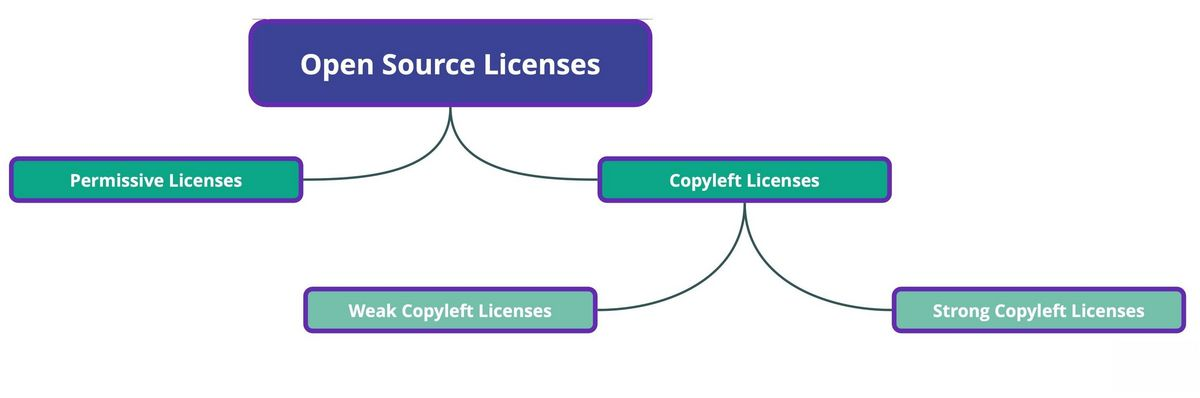 Open Source Licenses
Permissive Licenses
Copyleft Licenses
Weak Copyleft Licenses
Strong Copyleft Licenses